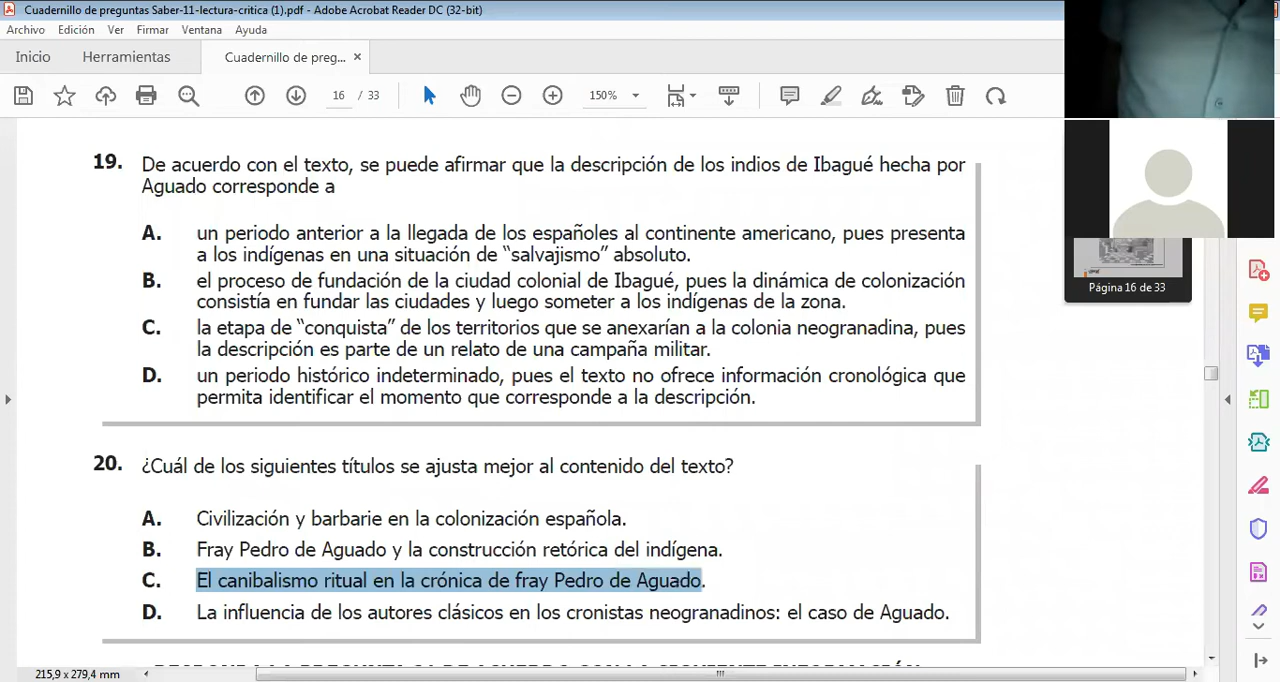 Cuadernillo de preguntas Saber-11-lectura-critica (1).pdf - Adobe Acrobat Reader DC (32-bit)
Archivo Edición Ver Firmar Ventana Ayuda
Inicio Herramientas Cuadernillo de preg... ×
16 / 33 150%
19. De acuerdo con el texto, se puede afirmar que la descripción de los indios de Ibagué hecha por
Aguado corresponde a
A. un periodo anterior a la llegada de los españoles al continente americano, pues presenta
a los indígenas en una situación de “salvajismo” absoluto.
B. el proceso de fundación de la ciudad colonial de Ibagué, pues la dinámica de colonización
consistía en fundar las ciudades y luego someter a los indígenas de la zona.
C. la etapa de “conquista” de los territorios que se anexarían a la colonia neogranadina, pues
la descripción es parte de un relato de una campaña militar.
D. un periodo histórico indeterminado, pues el texto no ofrece información cronológica que
permita identificar el momento que corresponde a la descripción.
Página 16 de 33
20. ¿Cuál de los siguientes títulos se ajusta mejor al contenido del texto?
A. Civilización y barbarie en la colonización española.
B. Fray Pedro de Aguado y la construcción retórica del indígena.
C. El canibalismo ritual en la crónica de fray Pedro de Aguado.
D. La influencia de los autores clásicos en los cronistas neogranadinos: el caso de Aguado.
215,9 x 279,4 mm